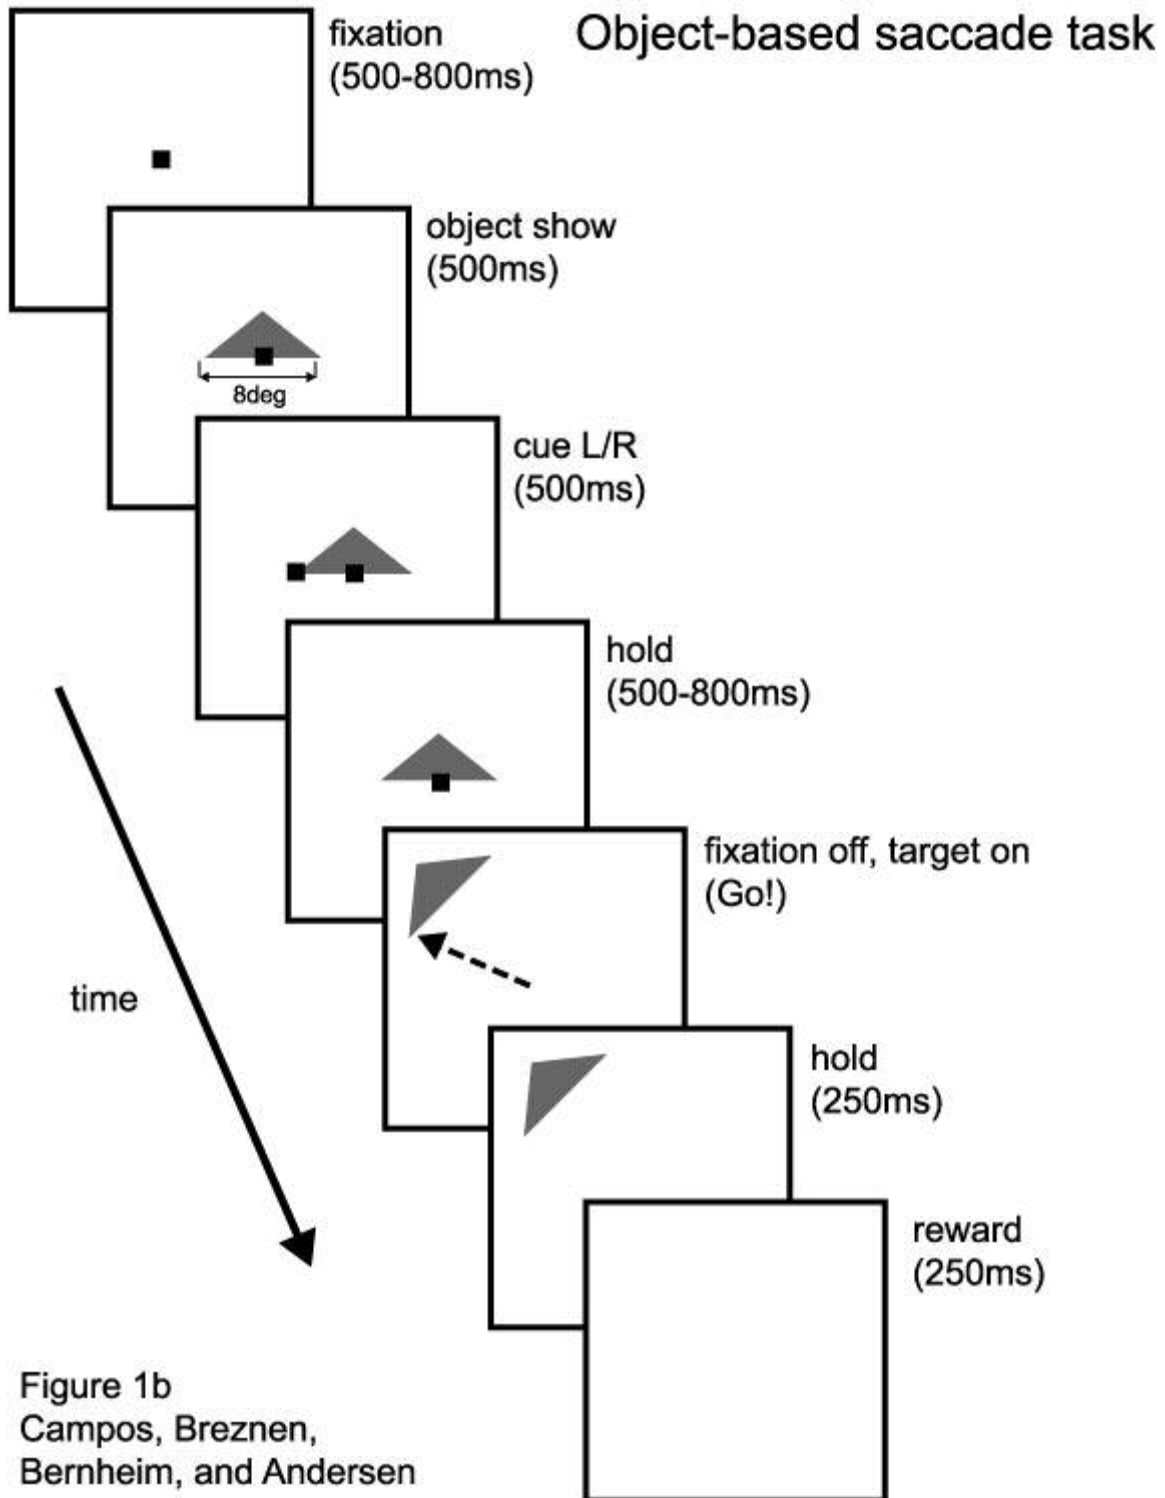 Object-based saccade task
fixation
(500-800ms)
object show
(500ms)
8deg
cue L/R
(500ms)
hold
(500-800ms)
fixation off, target on
(Go!)
time
hold
(250ms)
reward
(250ms)
Figure 1b
Campos, Breznen,
Bernheim, and Andersen